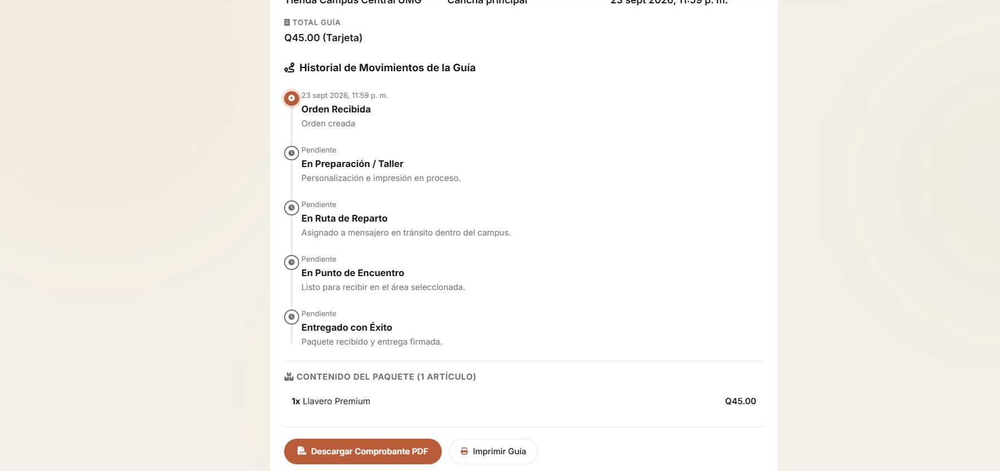 Tienda Campus Central UMG Cancha principal 23 sept 2026, 11:59 p. m.
TOTAL GUÍA
Q45.00 (Tarjeta)
Historial de Movimientos de la Guía
23 sept 2026, 11:59 p. m.
Orden Recibida
Orden creada
Pendiente
En Preparación / Taller
Personalización e impresión en proceso.
Pendiente
En Ruta de Reparto
Asignado a mensajero en tránsito dentro del campus.
Pendiente
En Punto de Encuentro
Listo para recibir en el área seleccionada.
Pendiente
Entregado con Éxito
Paquete recibido y entrega firmada.
CONTENIDO DEL PAQUETE (1 ARTÍCULO)
1x Llavero Premium Q45.00
Descargar Comprobante PDF Imprimir Guía